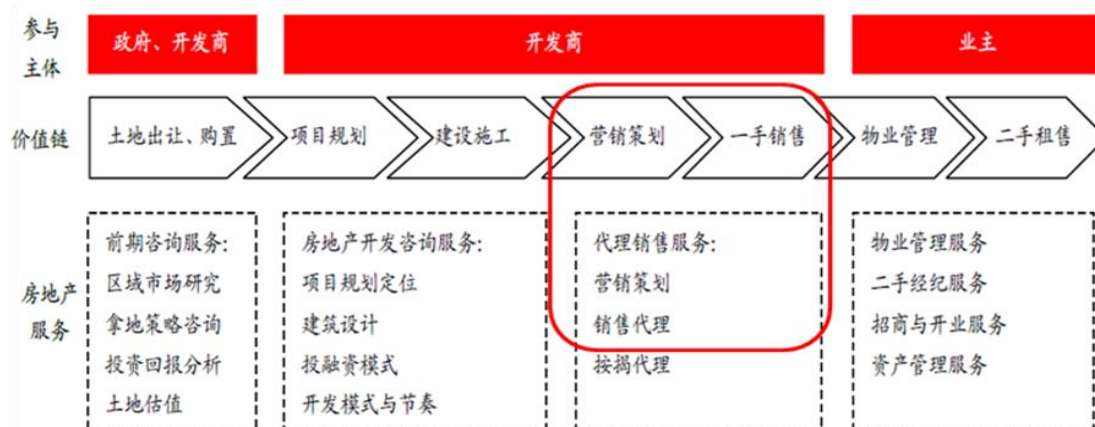 参与
主体
政府、开发商
开发商
业主
价值链
土地出让、购置
项目规划
建设施工
营销策划
一手销售
物业管理
二手租售
房地产
服务
前期咨询服务:
区域市场研究
拿地策略咨询
投资回报分析
土地估值
房地产开发咨询服务:
项目规划定位
建筑设计
投融资模式
开发模式与节奏
代理销售服务:
营销策划
销售代理
按揭代理
物业管理服务
二手经纪服务
招商与开业服务
资产管理服务